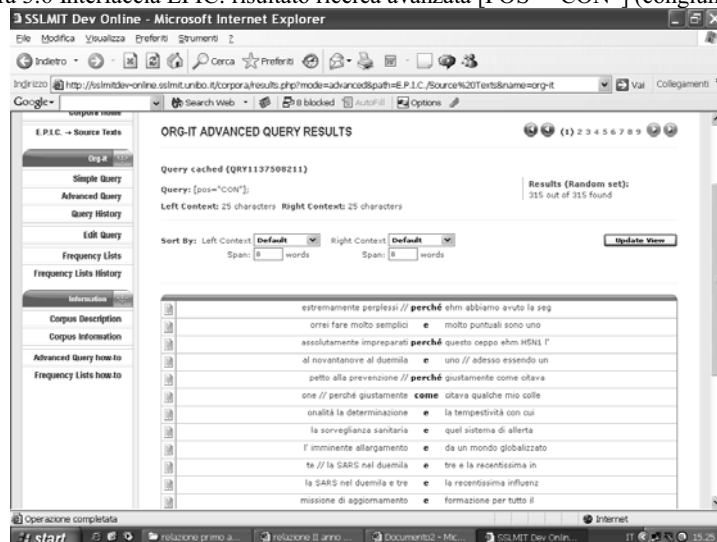 SSLMIT Dev Online - Microsoft Internet Explorer
File Modifica Visualizza Preferiti Strumenti ?
Indietro Cerca Preferiti
Indirizzo http://sslmitdev-online.sslmit.unibo.it/corpora/results.php?mode=advanced&path=E.P.I.C./Source%20Texts&name=org-it Vai Collegamenti
Google Search Web 8 blocked AutoFill Options
Corpora home
E.P.I.C. → Source Texts
Org-it
Simple Query
Advanced Query
Query History
Edit Query
Frequency Lists
Frequency Lists History
Information
Corpus Description
Corpus Information
Advanced Query how-to
Frequency Lists how-to
ORG-IT ADVANCED QUERY RESULTS
(1) 2 3 4 5 6 7 8 9
Query cached (QRY1137508211)
Query: [pos="CON"];
Left Context: 25 characters Right Context: 25 characters
Results (Random set):
315 out of 315 found
Sort By: Left Context Default Right Context Default Update View
Span: 0 words Span: 0 words
estremamente perplessi // perché ehm abbiamo avuto la seg
orrei fare molto semplici e molto puntuali sono uno
assolutamente impreparati perché questo ceppo ehm H5N1 l'
al novantanove al duemila e uno // adesso essendo un
petto alla prevenzione // perché giustamente come citava
one // perché giustamente come citava qualche mio colle
onalità la determinazione e la tempestività con cui
la sorveglianza sanitaria e quel sistema di allerta
l' imminente allargamento e da un mondo globalizzato
te // la SARS nel duemila e tre e la recentissima in
la SARS nel duemila e tre e la recentissima influenz
missione di aggiornamento e formazione per tutto il
Operazione completata Internet
start relazione primo a... relazione II anno ... Documento2 - Mic... SSLMIT Dev Onlin... IT 15.25